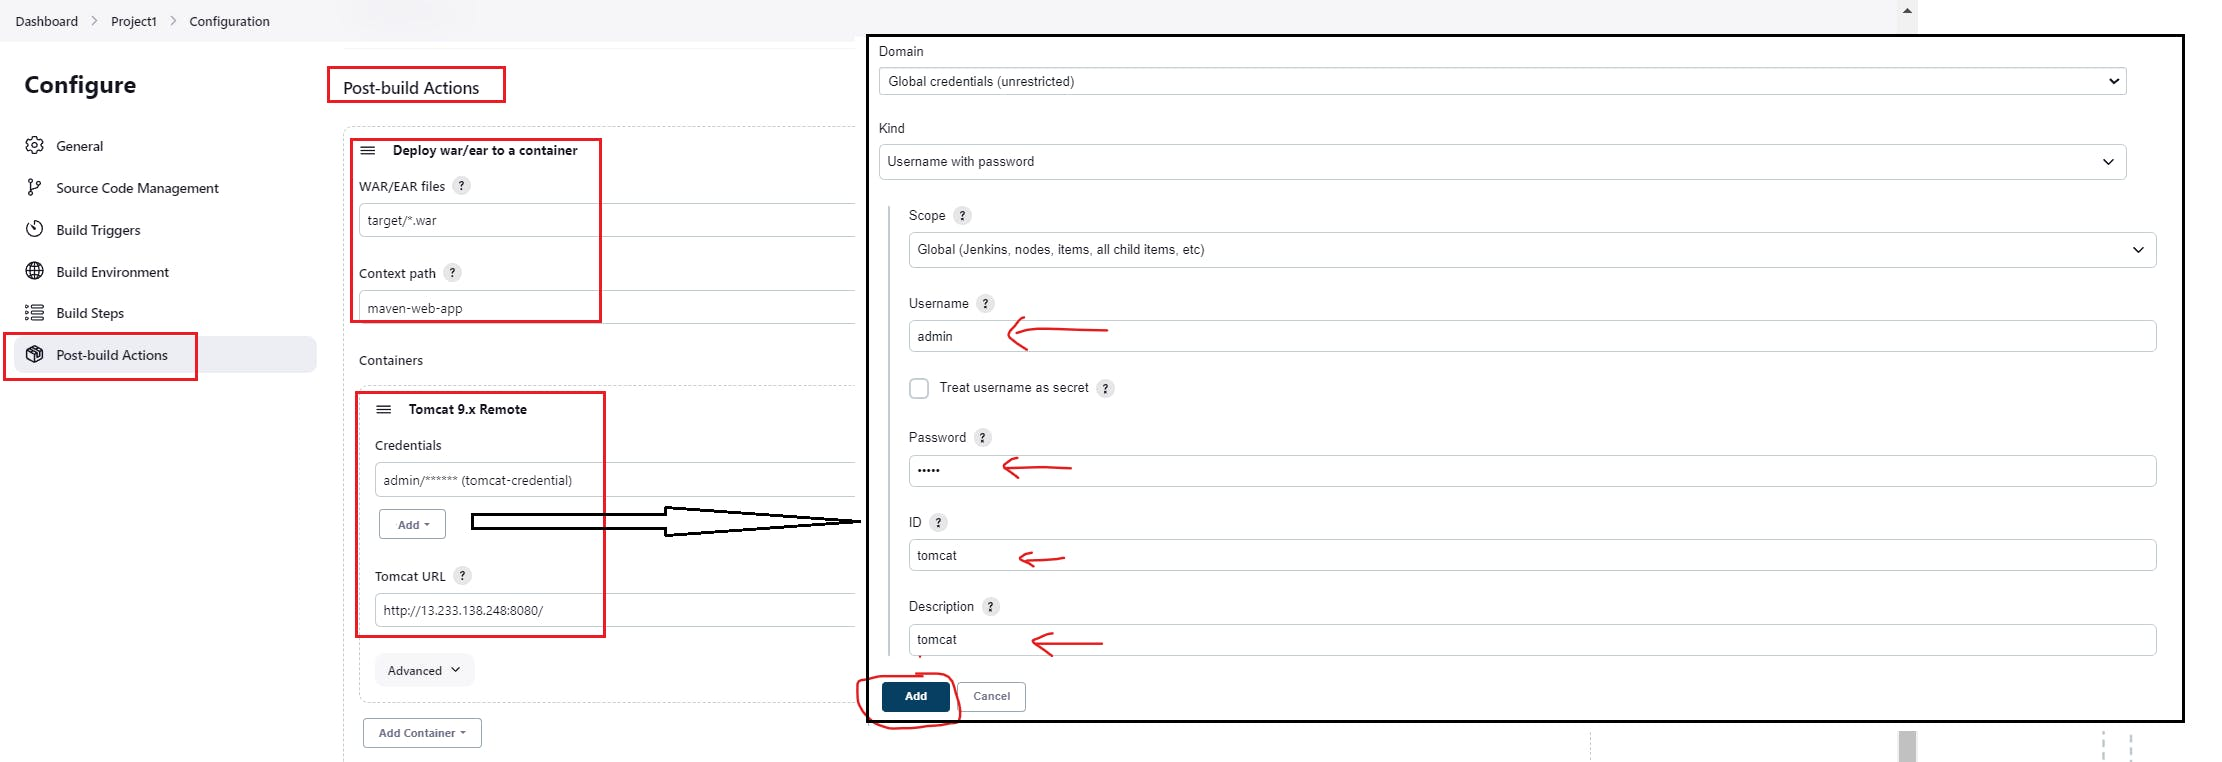 Dashboard > Project1 > Configuration
Configure
General
Source Code Management
Build Triggers
Build Environment
Build Steps
Post-build Actions
Post-build Actions
Deploy war/ear to a container
WAR/EAR files ?
target/*.war
Context path ?
maven-web-app
Containers
Tomcat 9.x Remote
Credentials
admin/****** (tomcat-credential)
Add
Tomcat URL ?
http://13.233.138.248:8080/
Advanced
Add Container
Domain
Global credentials (unrestricted)
Kind
Username with password
Scope ?
Global (Jenkins, nodes, items, all child items, etc)
Username ?
admin
Treat username as secret ?
Password ?
•••••
ID ?
tomcat
Description ?
tomcat
Add
Cancel